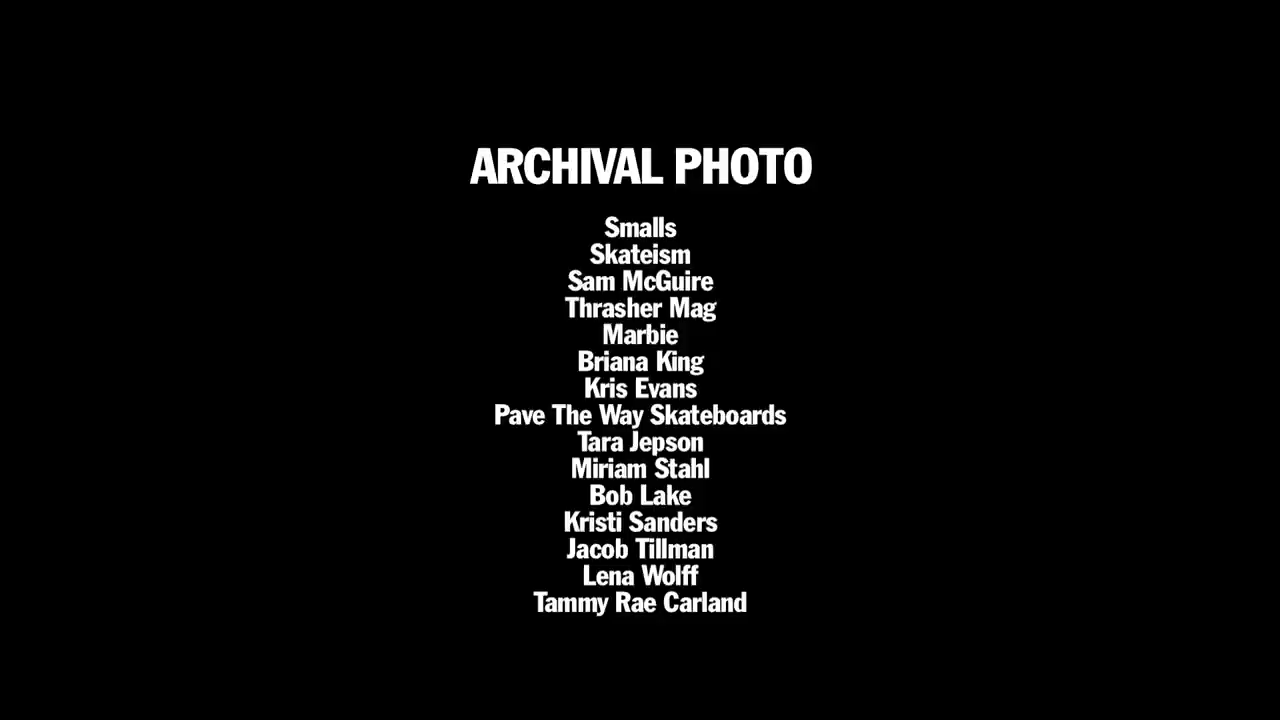 ARCHIVAL PHOTO
Smalls
Skateism
Sam McGuire
Thrasher Mag
Marbie
Briana King
Kris Evans
Pave The Way Skateboards
Tara Jepson
Miriam Stahl
Bob Lake
Kristi Sanders
Jacob Tillman
Lena Wolff
Tammy Rae Carland